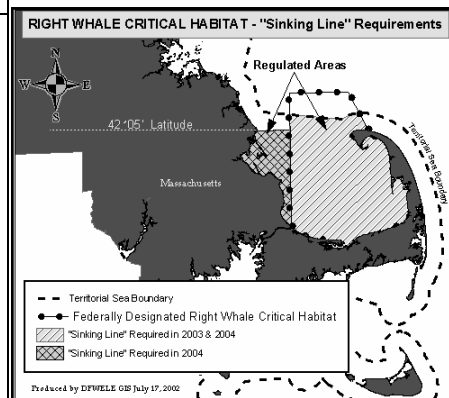 RIGHT WHALE CRITICAL HABITAT - "Sinking Line" Requirements
N
W
E
S
Regulated Areas
42°05' Latitude
Territorial Sea Boundary
Massachusetts
Territorial Sea Boundary
Federally Designated Right Whale Critical Habitat
"Sinking Line" Required in 2003 & 2004
"Sinking Line" Required in 2004
Produced by DFWELE GIS July 17, 2002